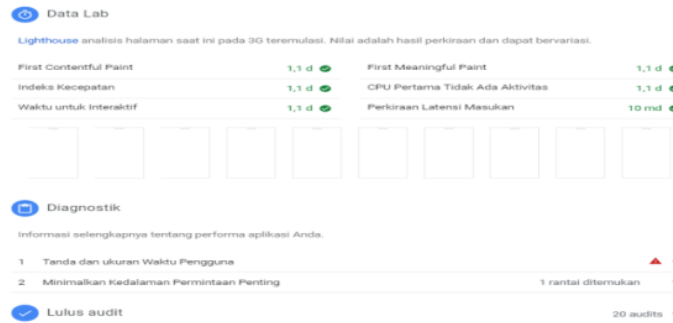 Data Lab
Lighthouse analisis halaman saat ini pada 3G teremulasi. Nilai adalah hasil perkiraan dan dapat bervariasi.
First Contentful Paint 1,1 d First Meaningful Paint 1,1 d
Indeks Kecepatan 1,1 d CPU Pertama Tidak Ada Aktivitas 1,1 d
Waktu untuk Interaktif 1,1 d Perkiraan Latensi Masukan 10 md
Diagnostik
Informasi selengkapnya tentang performa aplikasi Anda.
1 Tanda dan ukuran Waktu Pengguna
2 Minimalkan Kedalaman Permintaan Penting 1 rantai ditemukan
Lulus audit 20 audits